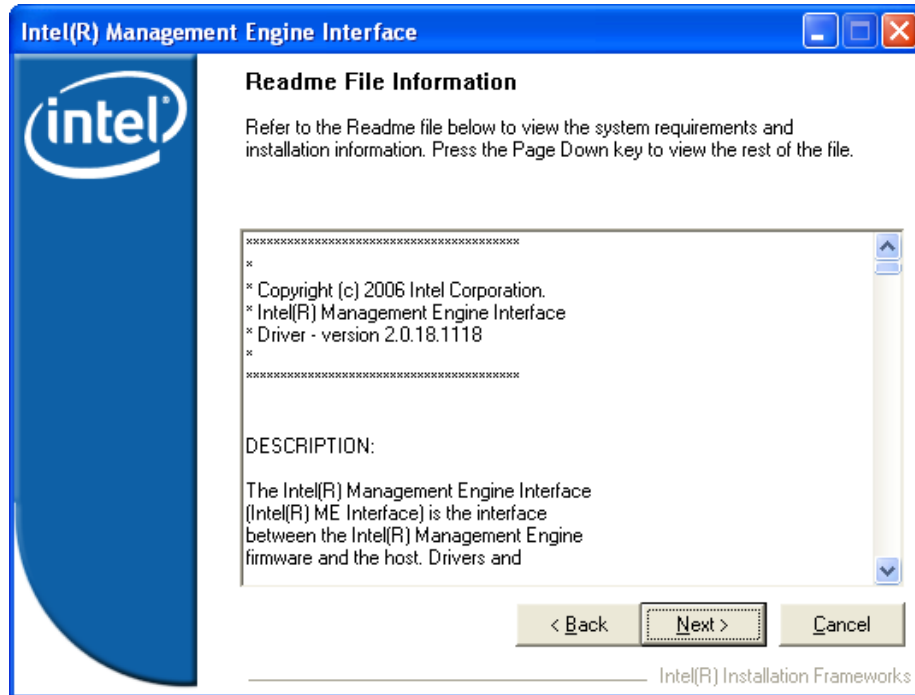 Intel(R) Management Engine Interface
intel
Readme File Information
Refer to the Readme file below to view the system requirements and
installation information. Press the Page Down key to view the rest of the file.
****************************************
*
* Copyright (c) 2006 Intel Corporation.
* Intel(R) Management Engine Interface
* Driver - version 2.0.18.1118
*
****************************************
DESCRIPTION:
The Intel(R) Management Engine Interface
(Intel(R) ME Interface) is the interface
between the Intel(R) Management Engine
firmware and the host. Drivers and
< Back Next > Cancel
Intel(R) Installation Frameworks